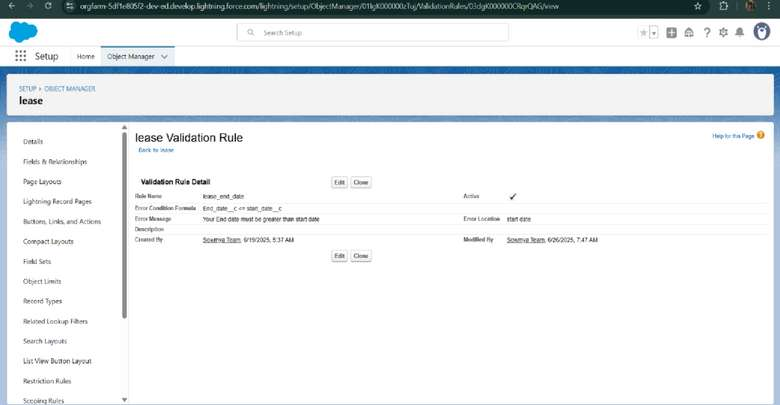 orgfarm-5df1e805f2-dev-ed.develop.lightning.force.com/lightning/setup/ObjectManager/01IgK000000zTuj/ValidationRules/03dgK000000CRqrQAG/view
Search Setup
Setup
Home
Object Manager
SETUP > OBJECT MANAGER
lease
Details
Fields & Relationships
Page Layouts
Lightning Record Pages
Buttons, Links, and Actions
Compact Layouts
Field Sets
Object Limits
Record Types
Related Lookup Filters
Search Layouts
List View Button Layout
Restriction Rules
Scoping Rules
lease Validation Rule
Help for this Page
Back to lease
Validation Rule Detail
Edit Clone
Rule Name lease_end_date Active ✓
Error Condition Formula End_date__c <= start_date__c
Error Message Your End date must be greater than start date Error Location start date
Description
Created By Sowmya Team, 6/19/2025, 5:37 AM Modified By Sowmya Team, 6/26/2025, 7:47 AM
Edit Clone